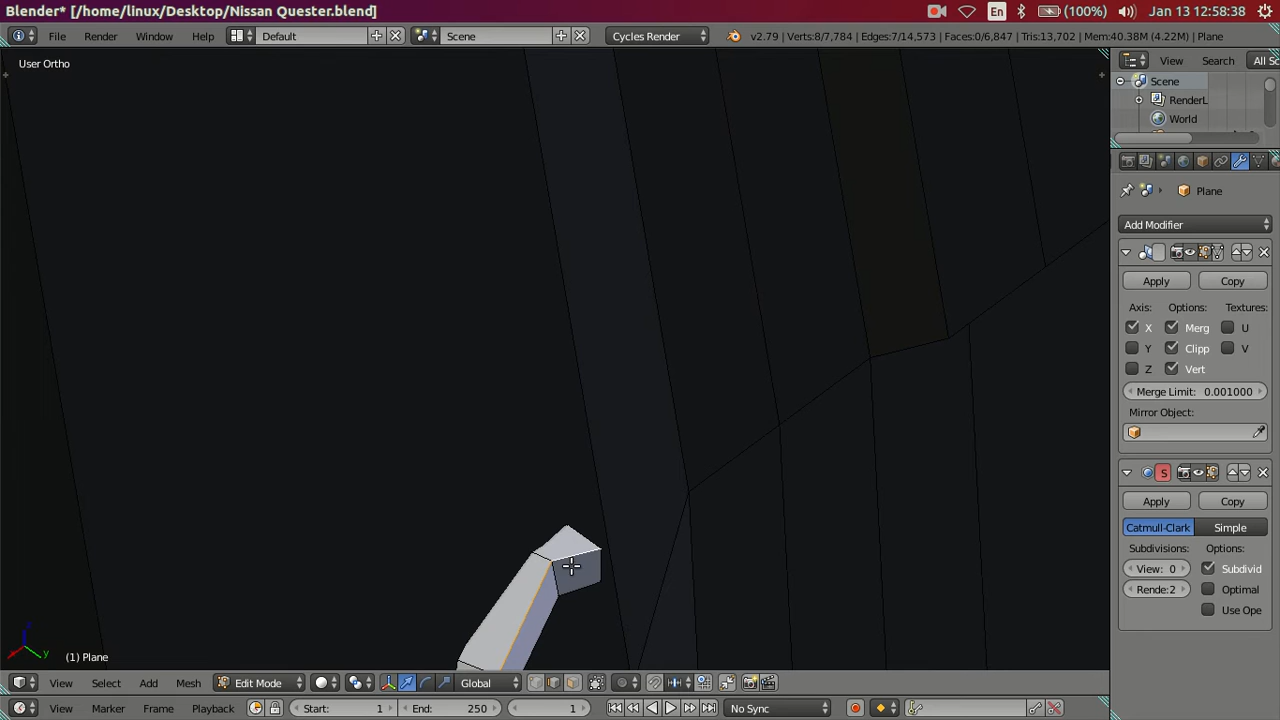 Blender* [/home/linux/Desktop/Nissan Quester.blend]
En
(100%)
Jan 13 12:58:38
File Render Window Help
Default
Scene
Cycles Render
v2.79 | Verts:8/7,784 | Edges:7/14,573 | Faces:0/6,847 | Tris:13,702 | Mem:40.38M (4.22M) | Plane
View Search All Sc
User Ortho
Scene
RenderL
World
Plane
Add Modifier
Apply Copy
Axis: Options: Textures:
X Merg U
Y Clipp V
Z Vert
Merge Limit: 0.001000
Mirror Object:
S
Apply Copy
Catmull-Clark Simple
Subdivisions: Options:
View: 0 Subdivid
Rende:2 Optimal
Use Ope
z
x y
(1) Plane
View Select Add Mesh Edit Mode Global
View Marker Frame Playback Start: 1 End: 250 1 No Sync